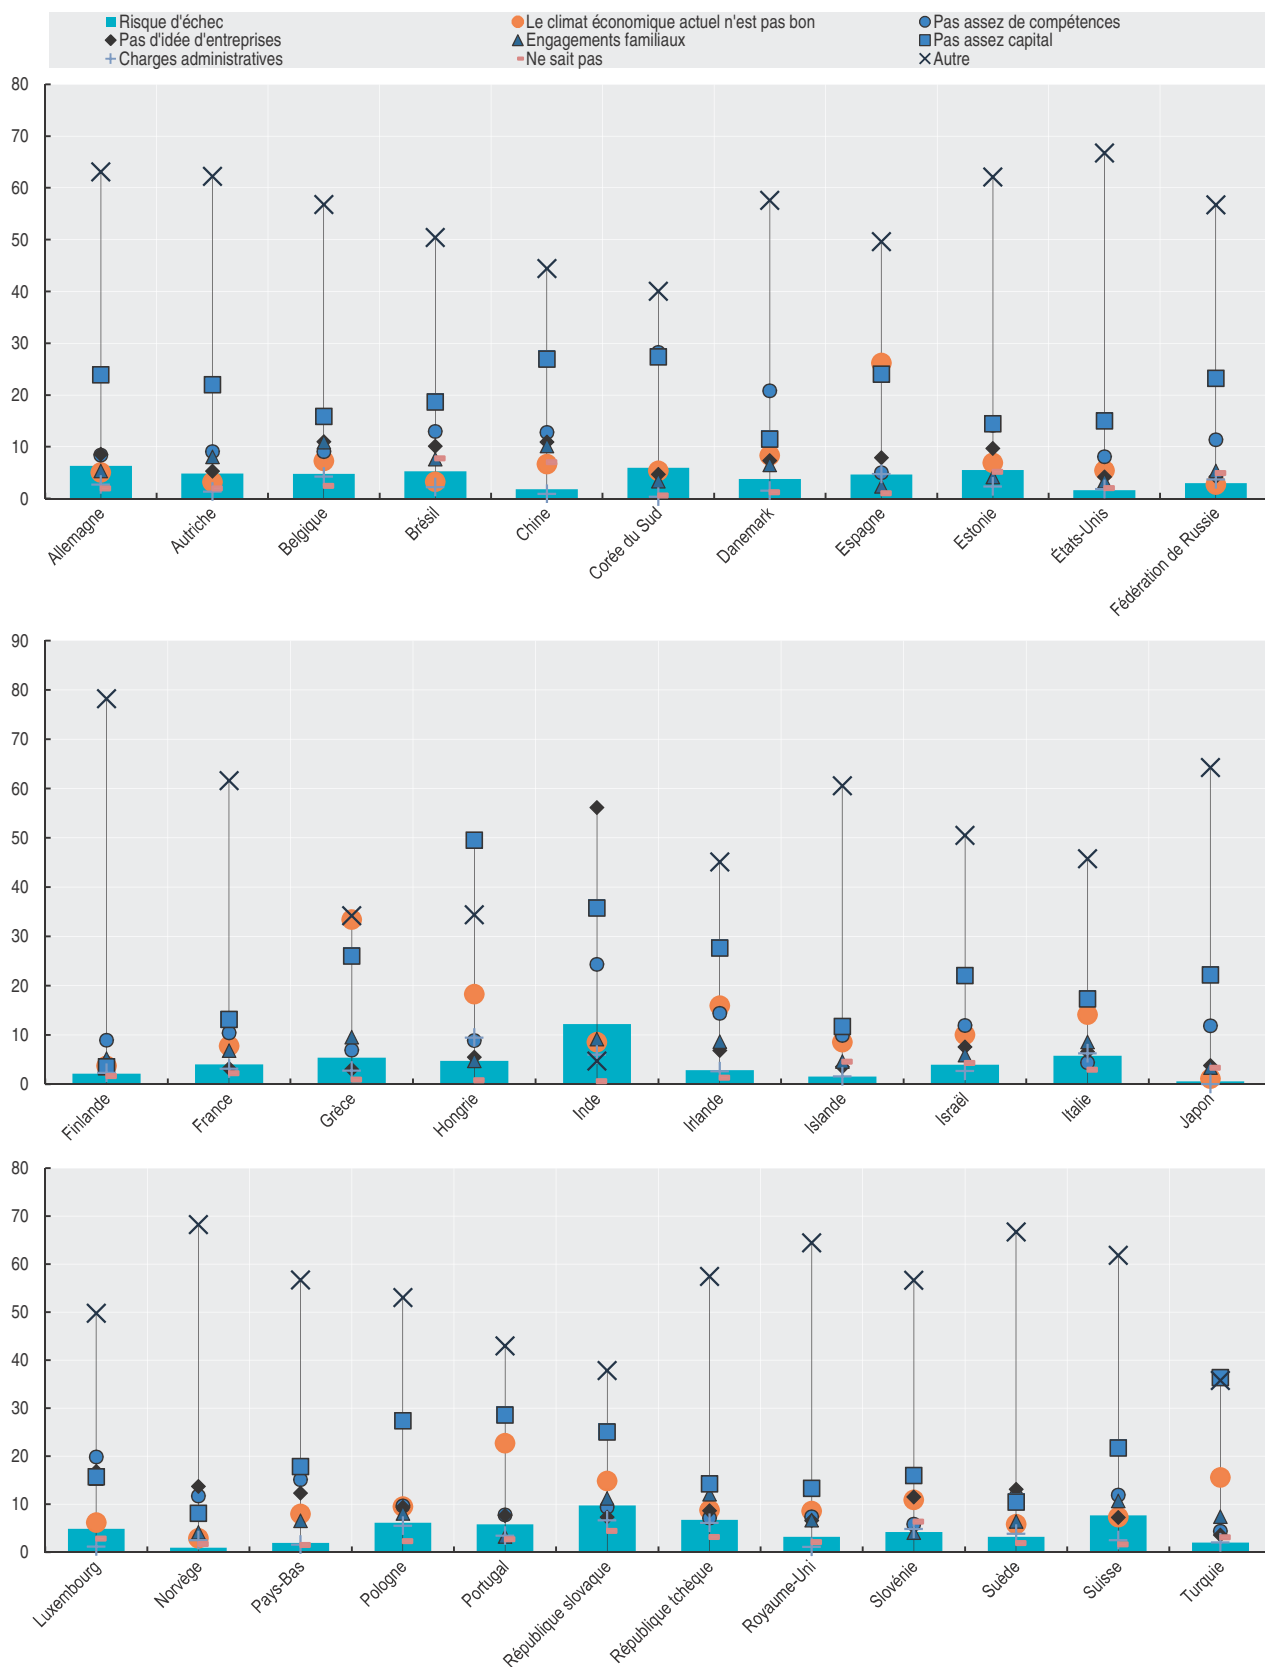 Risque d'échec Le climat économique actuel n'est pas bon Pas assez de compétences
Pas d'idée d'entreprises Engagements familiaux Pas assez capital
Charges administratives Ne sait pas Autre
80
70
60
50
40
30
20
10
0
Allemagne
Autriche
Belgique
Brésil
Chine
Corée du Sud
Danemark
Espagne
Estonie
États-Unis
Fédération de Russie
90
80
70
60
50
40
30
20
10
0
Finlande
France
Grèce
Hongrie
Inde
Irlande
Islande
Israël
Italie
Japon
80
70
60
50
40
30
20
10
0
Luxembourg
Norvège
Pays-Bas
Pologne
Portugal
République slovaque
République tchèque
Royaume-Uni
Slovénie
Suède
Suisse
Turquie